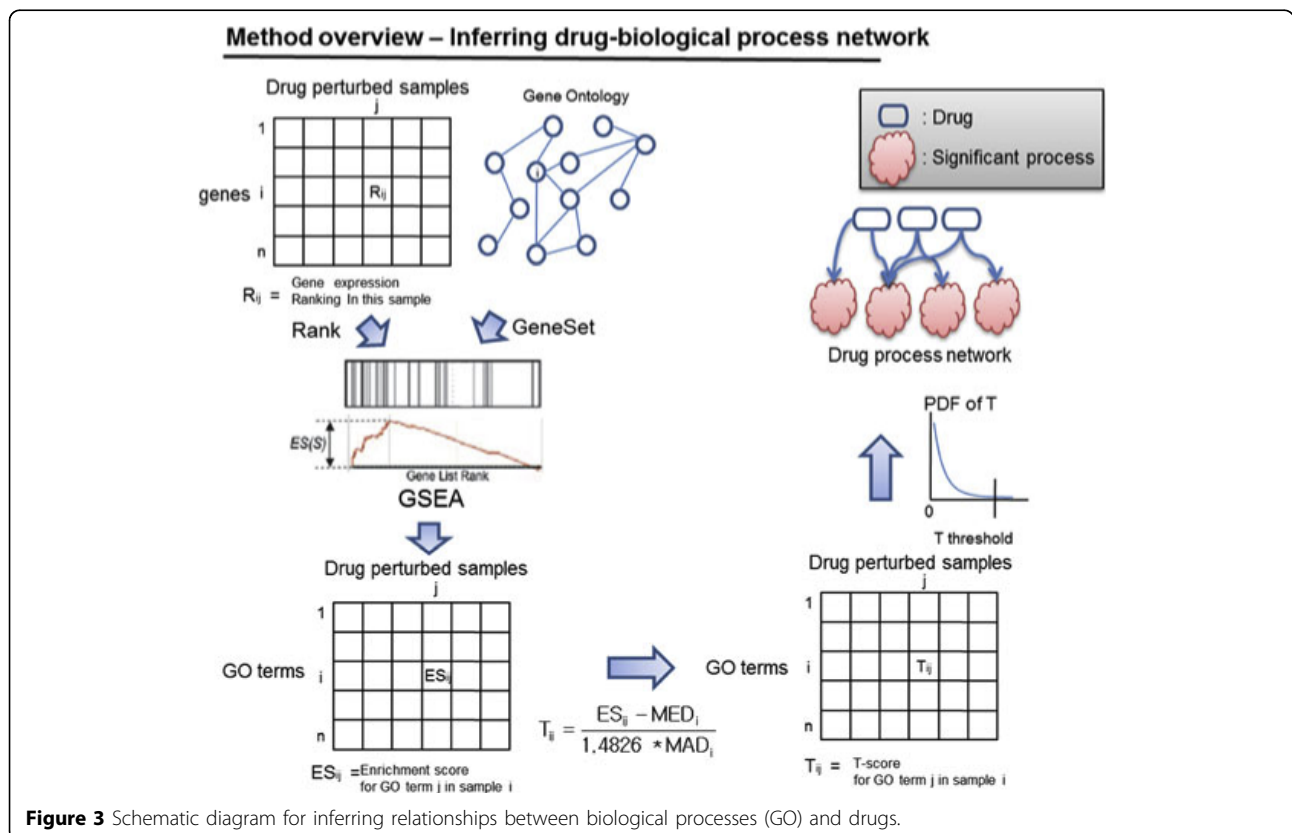 Method overview – Inferring drug-biological process network
Drug perturbed samples
j
1
genes i
Rij
n
Rij = Gene expression
Ranking In this sample
Gene Ontology
i
Rank
GeneSet
ES(S)
Gene List Rank
GSEA
Drug perturbed samples
j
1
GO terms i
ESij
n
ESij =Enrichment score
for GO term j in sample i
Tij = ESij – MEDi
1.4826 *MADi
: Drug
: Significant process
Drug process network
PDF of T
0
T threshold
Drug perturbed samples
j
1
GO terms i
Tij
n
Tij = T-score
for GO term j in sample i
Figure 3 Schematic diagram for inferring relationships between biological processes (GO) and drugs.